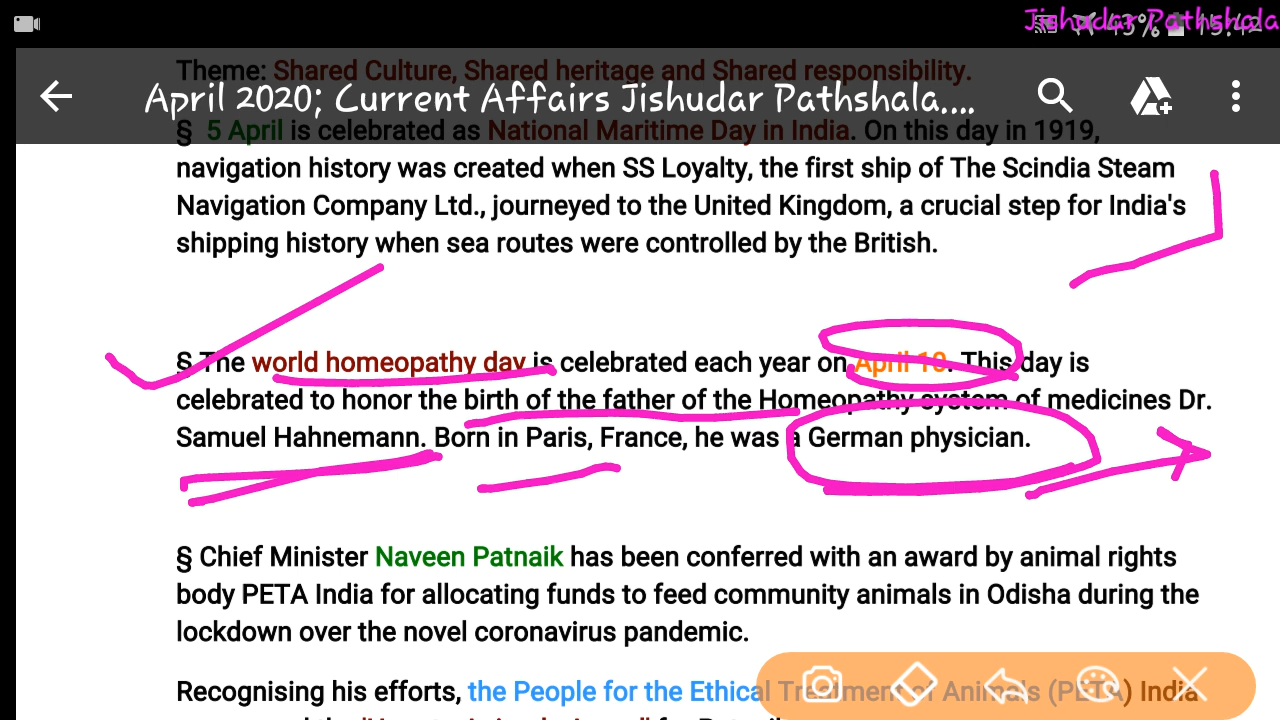 Jishudar Pathshala
43% 15:42
Theme: Shared Culture, Shared heritage and Shared responsibility.
April 2020; Current Affairs Jishudar Pathshala....
§ 5 April is celebrated as National Maritime Day in India. On this day in 1919,
navigation history was created when SS Loyalty, the first ship of The Scindia Steam
Navigation Company Ltd., journeyed to the United Kingdom, a crucial step for India's
shipping history when sea routes were controlled by the British.
§ The world homeopathy day is celebrated each year on April 10. This day is
celebrated to honor the birth of the father of the Homeopathy system of medicines Dr.
Samuel Hahnemann. Born in Paris, France, he was a German physician.
§ Chief Minister Naveen Patnaik has been conferred with an award by animal rights
body PETA India for allocating funds to feed community animals in Odisha during the
lockdown over the novel coronavirus pandemic.
Recognising his efforts, the People for the Ethical Treatment of Animals (PETA) India